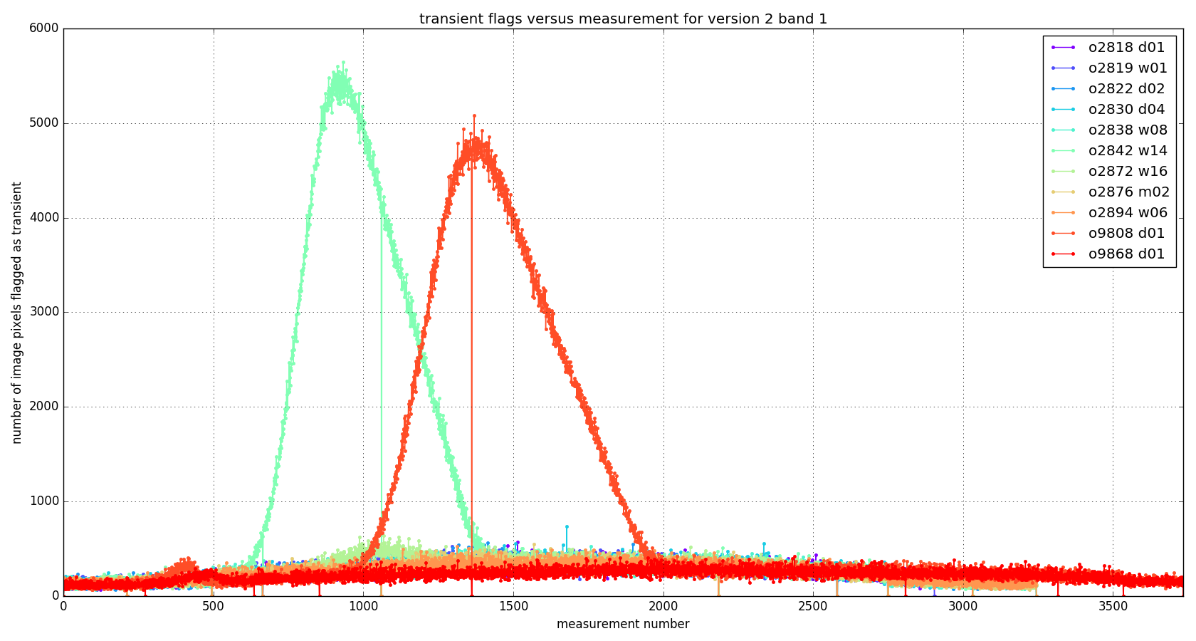 transient flags versus measurement for version 2 band 1
6000
5000
4000
3000
2000
1000
0
number of image pixels flagged as transient
o2818 d01
o2819 w01
o2822 d02
o2830 d04
o2838 w08
o2842 w14
o2872 w16
o2876 m02
o2894 w06
o9808 d01
o9868 d01
0 500 1000 1500 2000 2500 3000 3500
measurement number